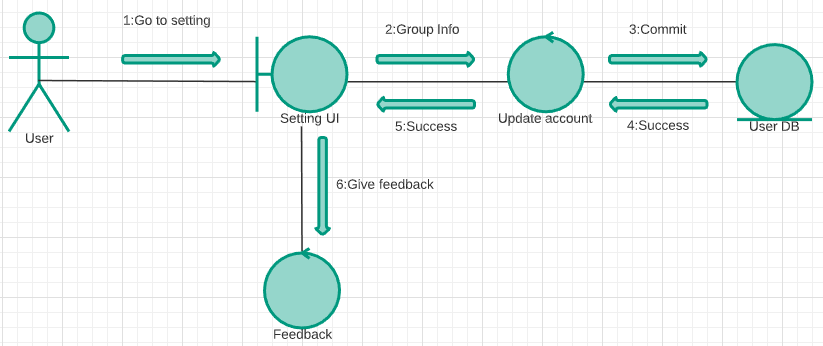 1:Go to setting
2:Group Info
3:Commit
Setting UI
Update account
User DB
User
5:Success
4:Success
6:Give feedback
Feedback